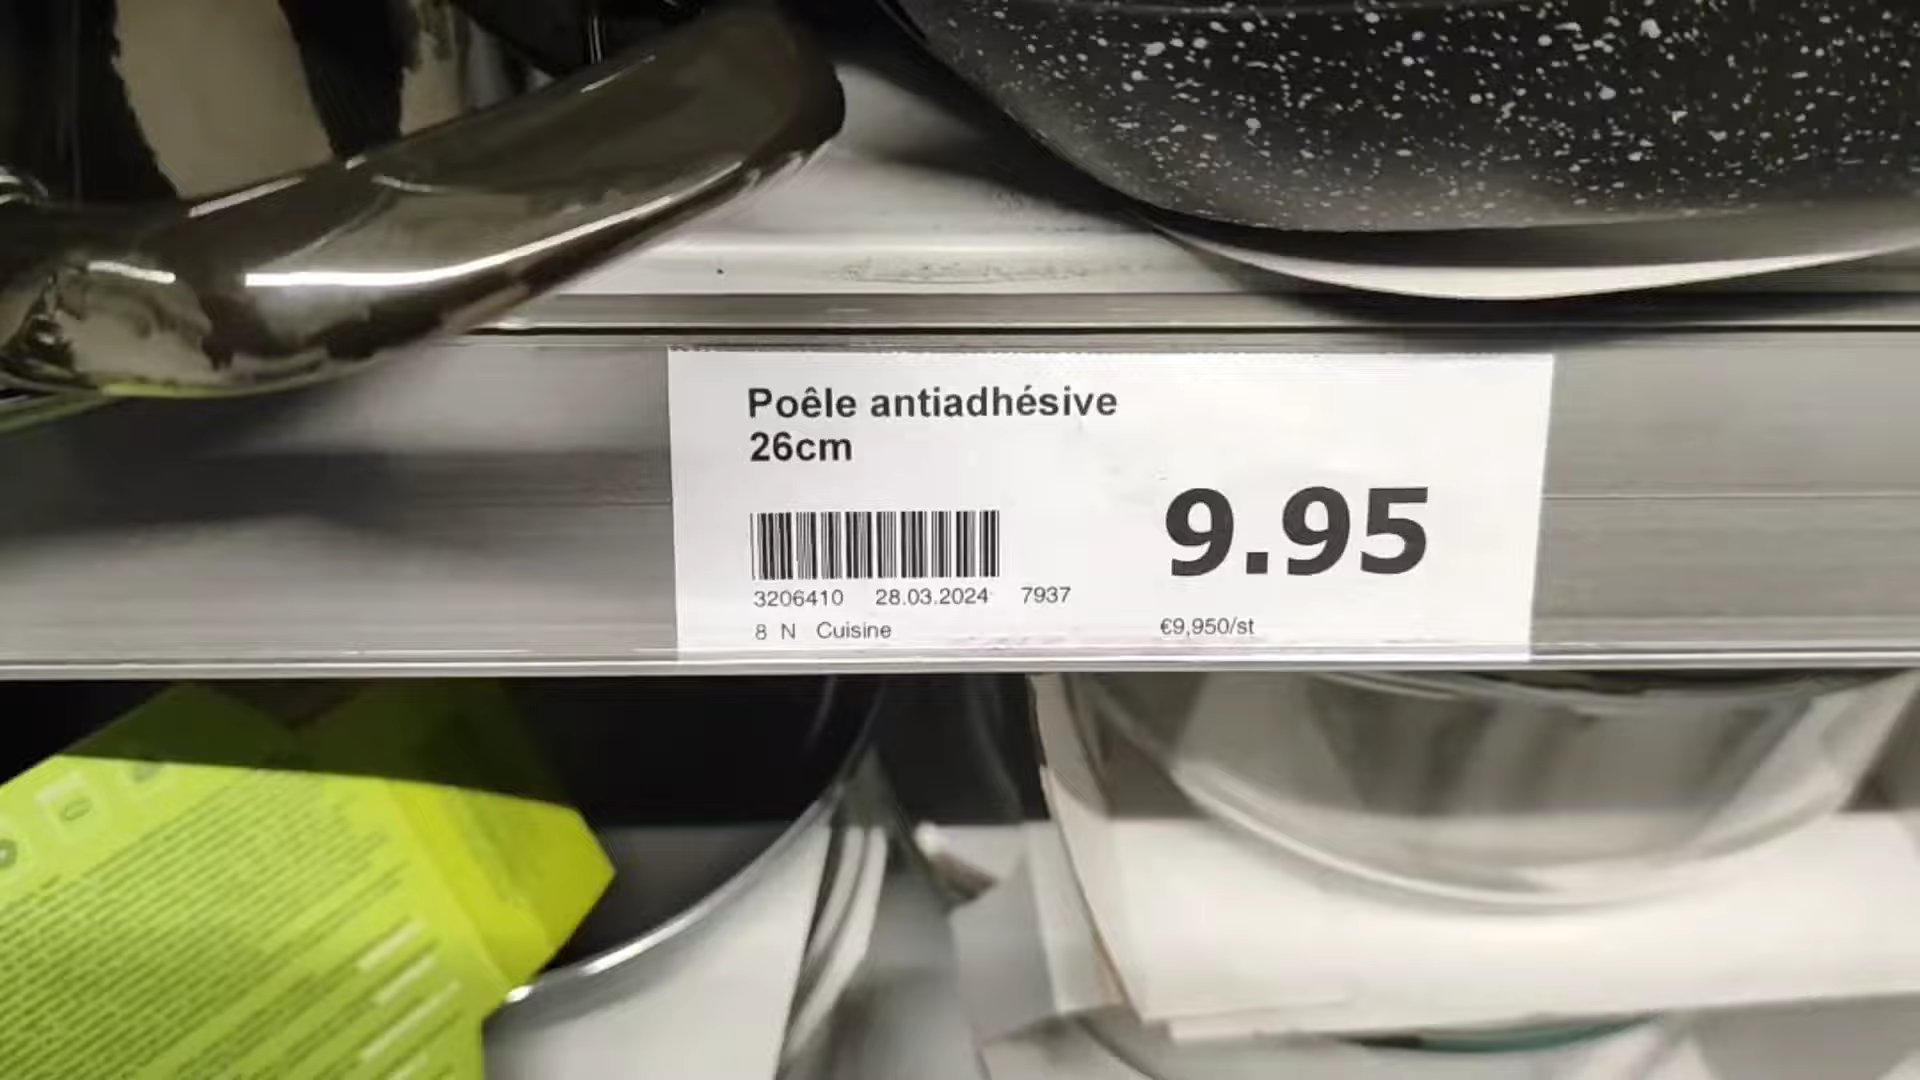 Poêle antiadhésive
26cm
9.95
3206410 28.03.2024 7937
8 N Cuisine
€9,950/st